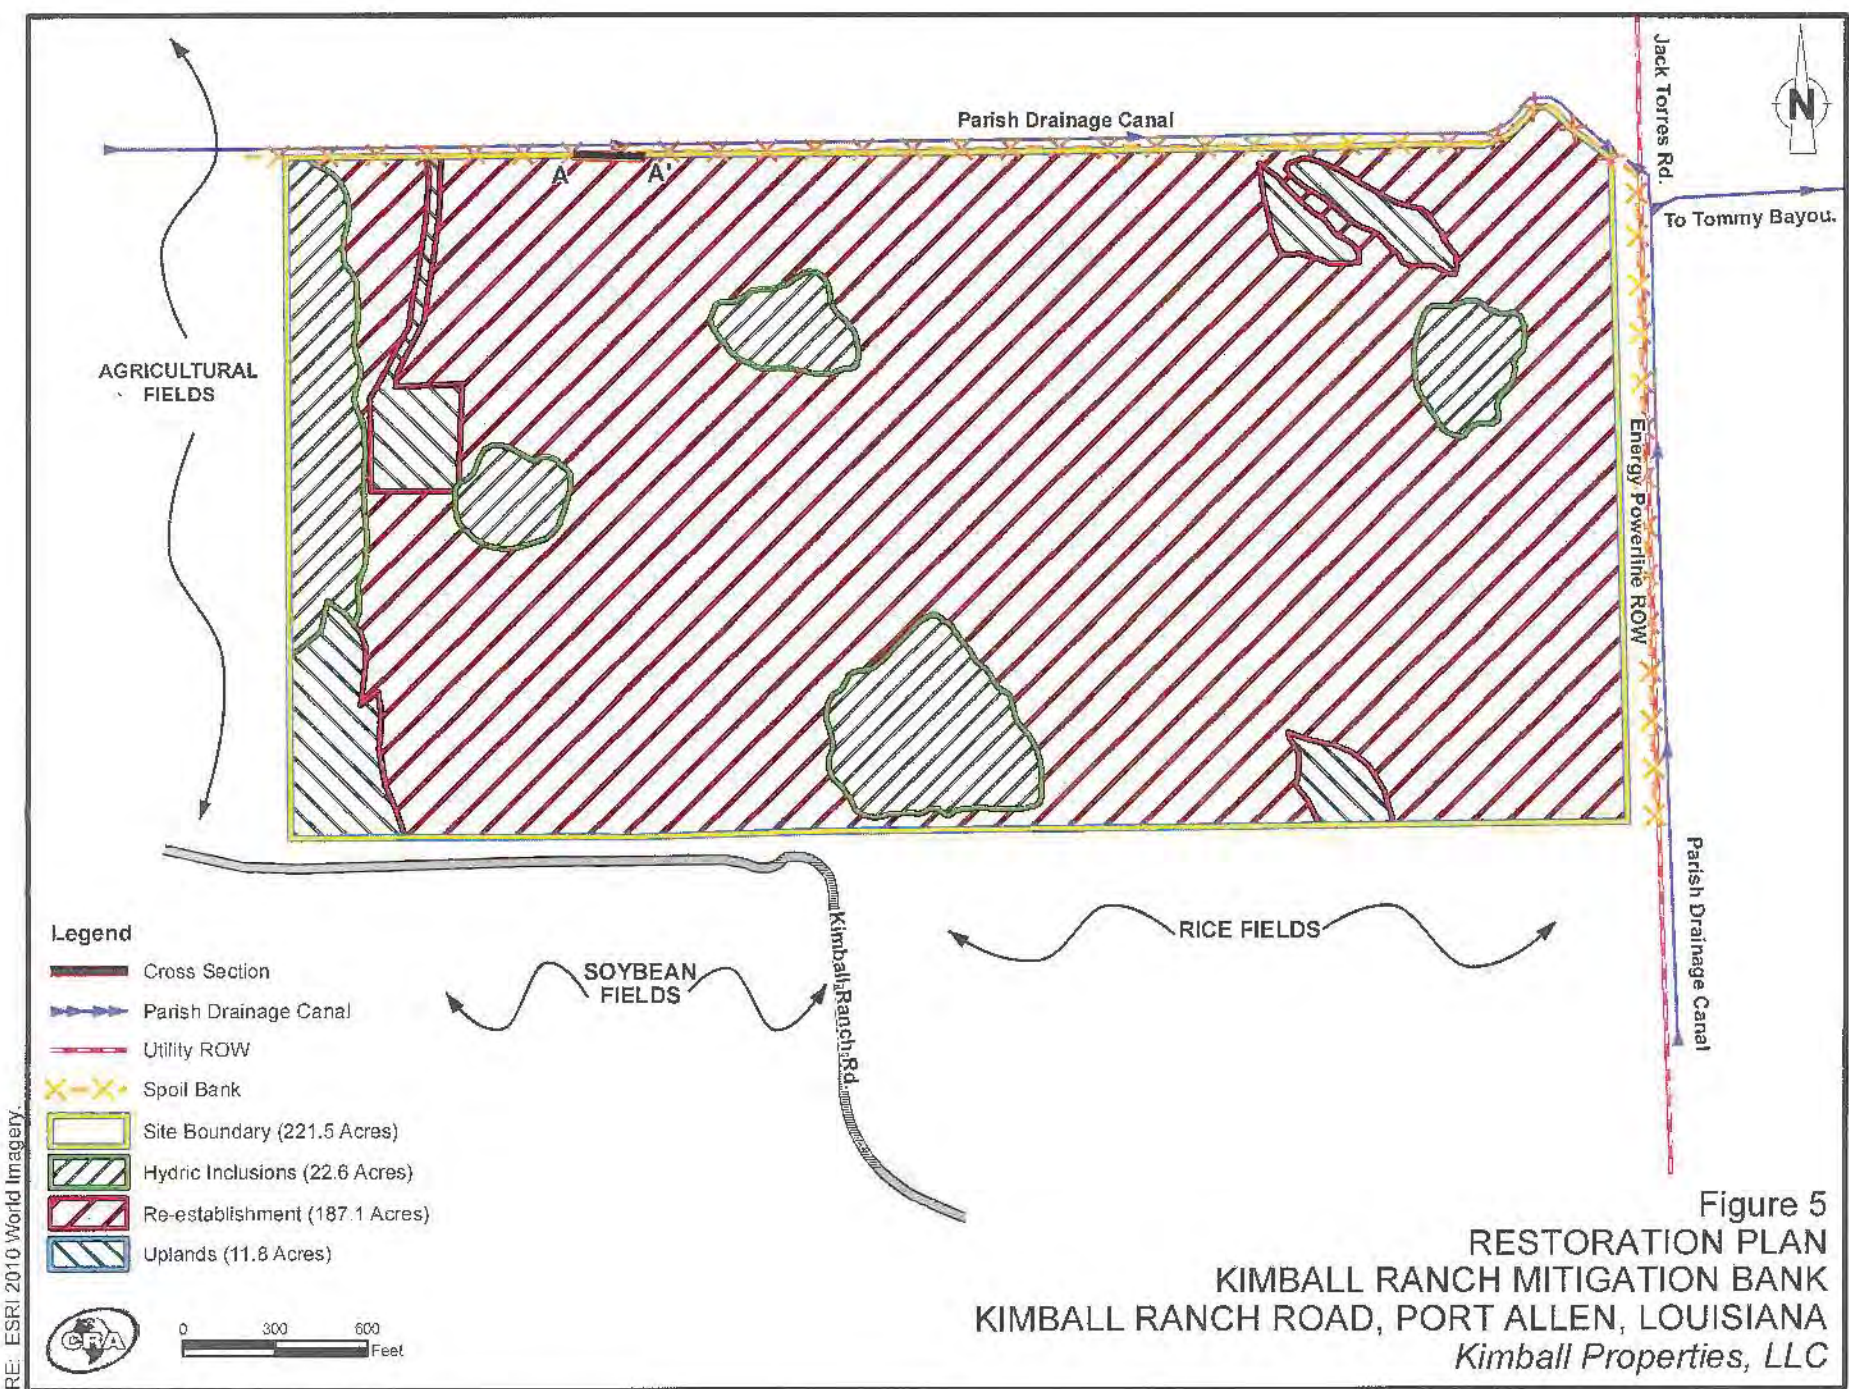 Jack Torres Rd.
N
Parish Drainage Canal
A
A'
To Tommy Bayou.
AGRICULTURAL
FIELDS
Energy Powerline ROW
Parish Drainage Canal
Kimball Ranch Rd.
RICE FIELDS
SOYBEAN
FIELDS
Legend
Cross Section
Parish Drainage Canal
Utility ROW
Spoil Bank
Site Boundary (221.5 Acres)
Hydric Inclusions (22.6 Acres)
Re-establishment (187.1 Acres)
Uplands (11.8 Acres)
CRA
0 300 600
Feet
RE: ESRI 2010 World Imagery.
Figure 5
RESTORATION PLAN
KIMBALL RANCH MITIGATION BANK
KIMBALL RANCH ROAD, PORT ALLEN, LOUISIANA
Kimball Properties, LLC